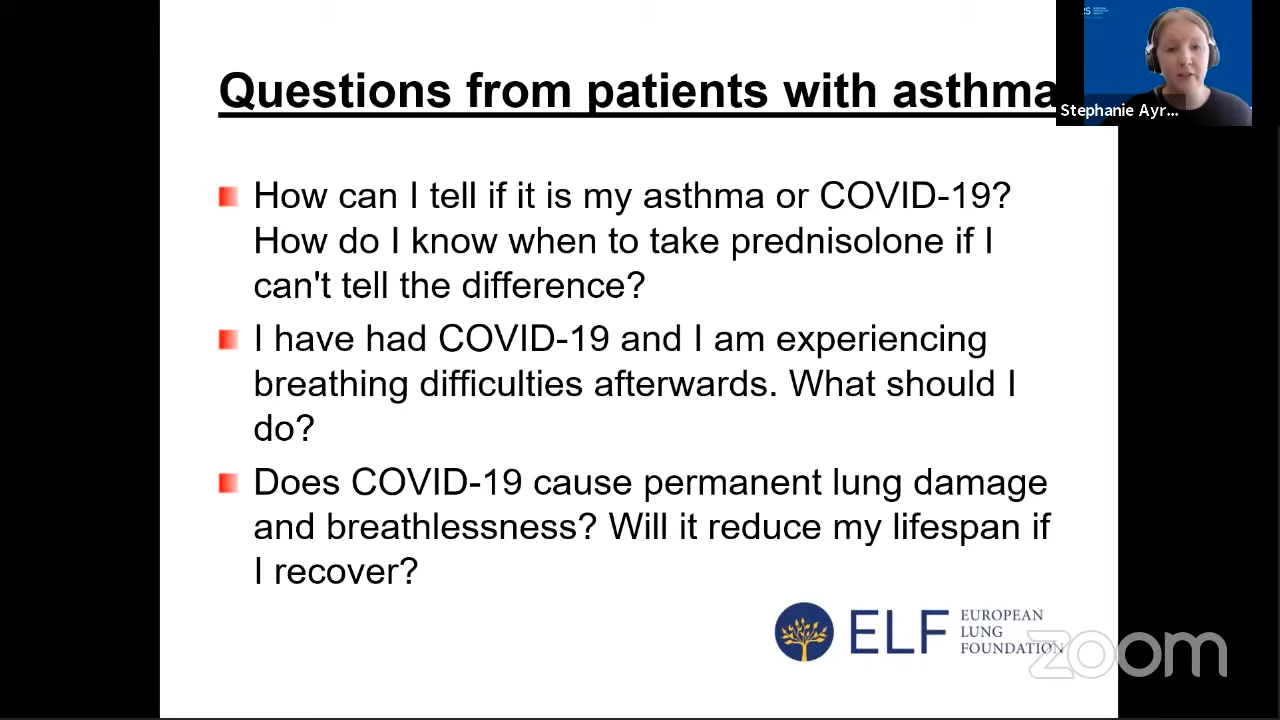 Questions from patients with asthma
How can I tell if it is my asthma or COVID-19?
How do I know when to take prednisolone if I
can't tell the difference?
I have had COVID-19 and I am experiencing
breathing difficulties afterwards. What should I
do?
Does COVID-19 cause permanent lung damage
and breathlessness? Will it reduce my lifespan if
I recover?
Stephanie Ayr...
ELF
EUROPEAN
LUNG
FOUNDATION
zoom